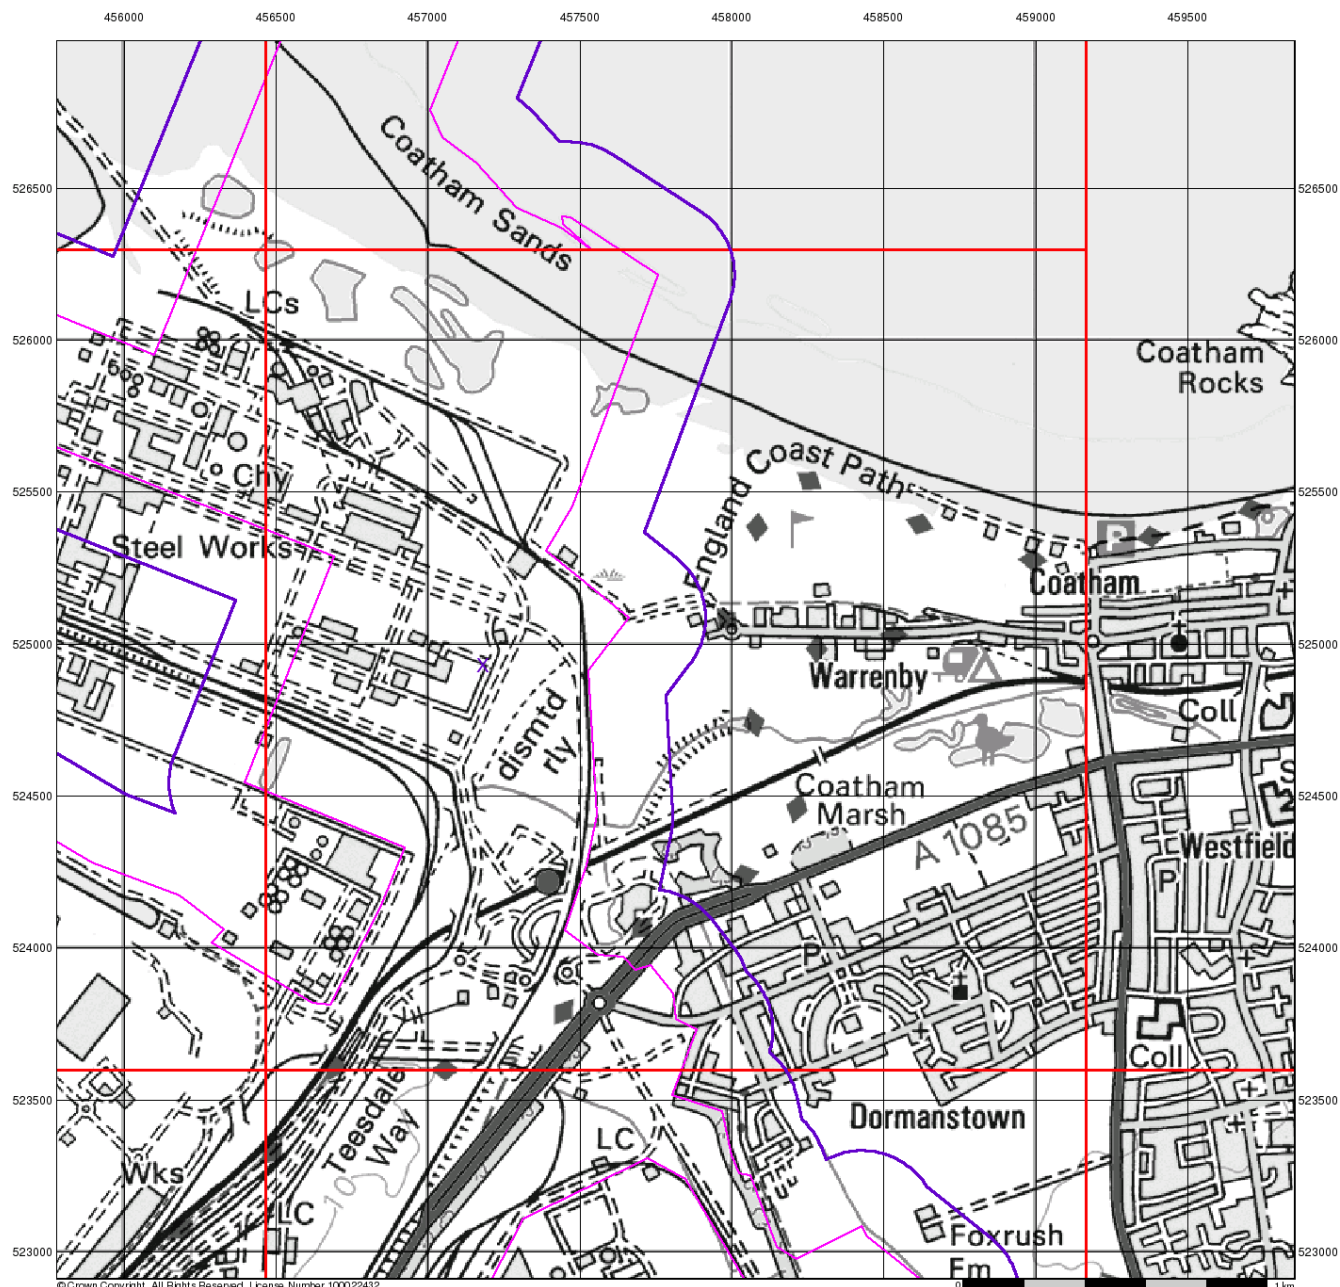 456000 456500 457000 457500 458000 458500 459000 459500
526500 526500
526000 526000
525500 525500
525000 525000
524500 524500
524000 524000
523500 523500
523000 523000
Coatham Sands
LCs
Coatham
Rocks
England Coast Path
Chy
Steel Works
P
Coatham
Warrenby
dismtd
rly
Coll
Coatham
Marsh
A 1085
Westfield
P
P
Coll
Dormanstown
Teesdale
Way
LC
Wks
10
LC
Foxrush
Fm
© Crown Copyright. All Rights Reserved. License Number 100022432
0 1 km